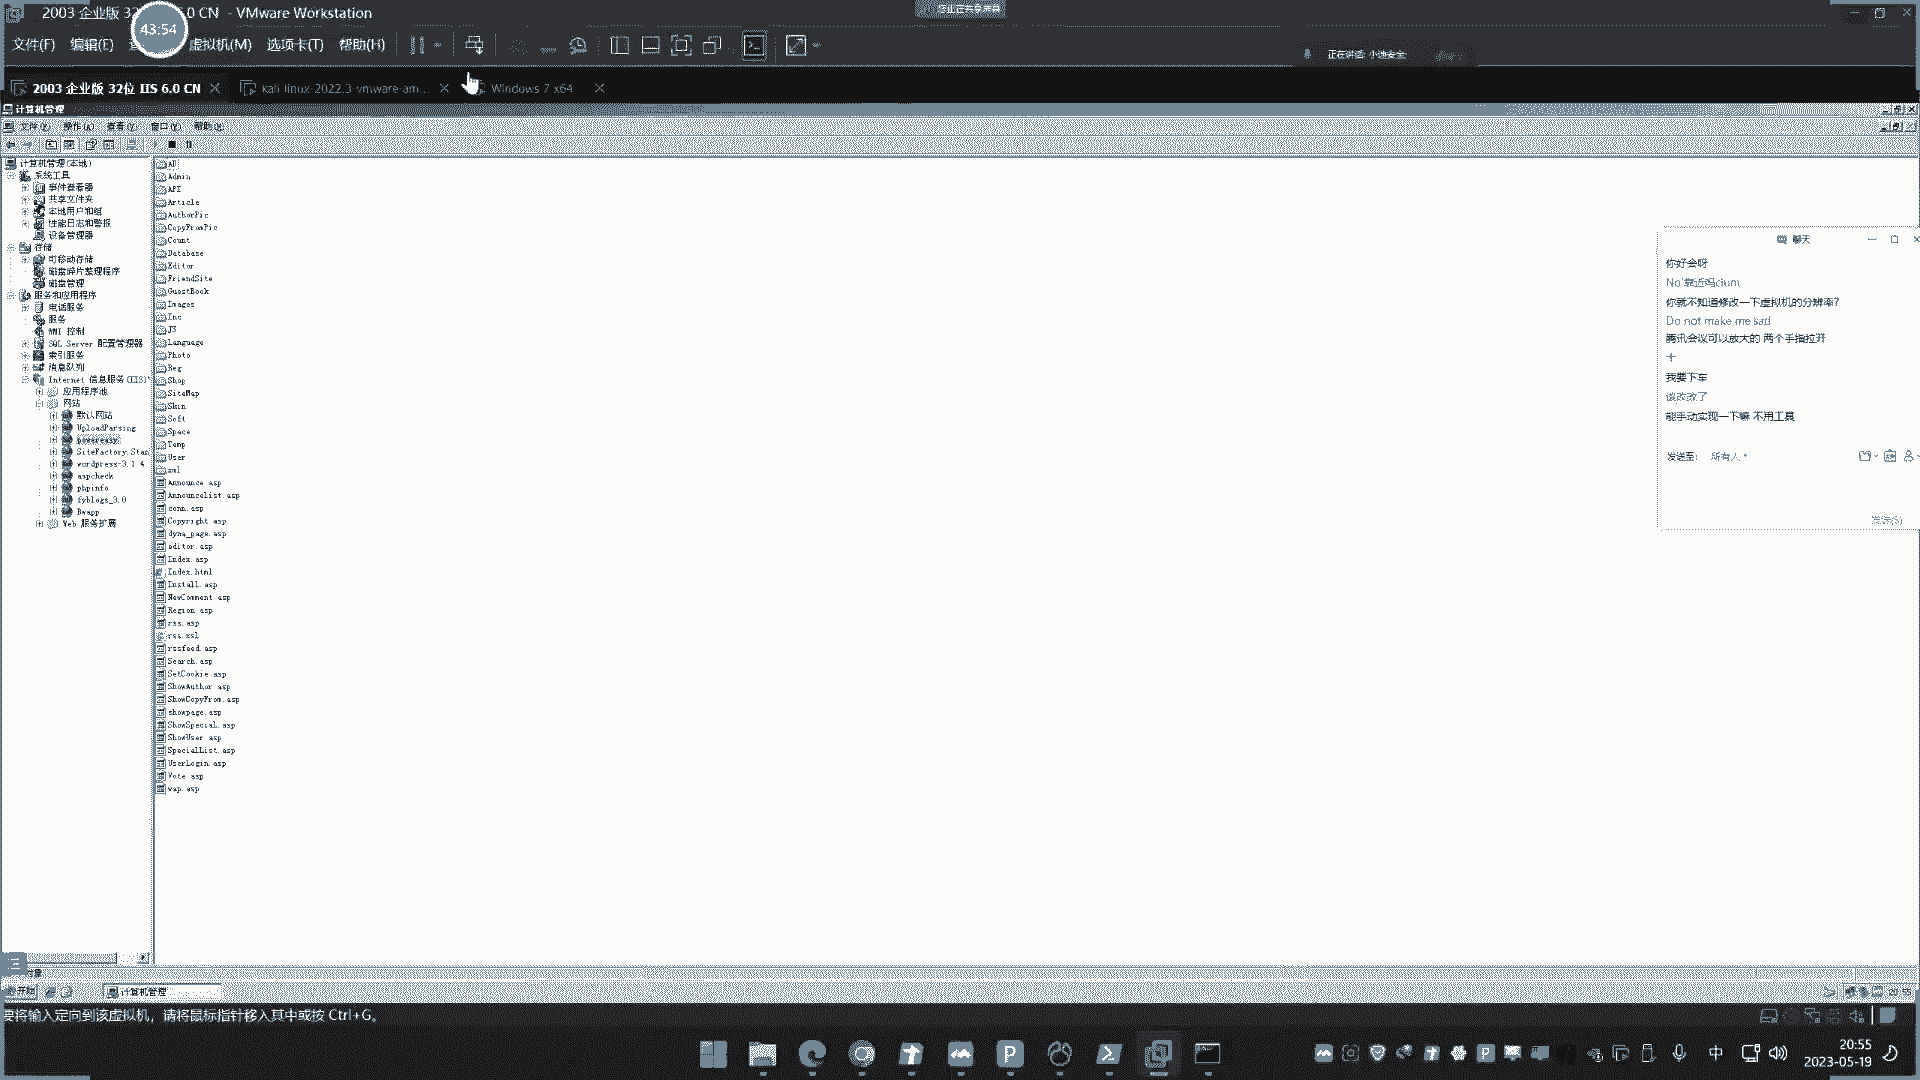 2003 企业版 32 6.0 CN - VMware Workstation
您正在共享屏幕
43:54
文件(F) 编辑(E) 虚拟机(M) 选项卡(T) 帮助(H)
正在讲话: 小迪安全
2003 企业版 32位 IIS 6.0 CN
kali-linux-2022.3-vmware-am...
Windows 7 x64
计算机管理
文件(F) 操作(A) 查看(V) 窗口(W) 帮助(H)
计算机管理(本地)
系统工具
事件查看器
共享文件夹
本地用户和组
性能日志和警报
设备管理器
存储
可移动存储
磁盘碎片整理程序
磁盘管理
服务和应用程序
电话服务
服务
WMI 控制
SQL Server 配置管理器
索引服务
消息队列
Internet 信息服务(IIS)
应用程序池
网站
默认网站
UploadParsing
SiteFactory.Stan
wordpress-3.1.4
aspcheck
phpinfo
fyblogs_3.0
Bwapp
Web 服务扩展
AD
Admin
API
Article
AuthorPic
CopyFromPic
Count
Database
Editor
FriendSite
GuestBook
Images
Inc
JS
Language
Photo
Reg
Shop
SiteMap
Skin
Soft
Space
Temp
User
xml
Announce.asp
AnnounceList.asp
conn.asp
Copyright.asp
dyna_page.asp
editor.asp
Index.asp
Index.html
Install.asp
NewComment.asp
Region.asp
rss.asp
rss.xsl
rssfeed.asp
Search.asp
SetCookie.asp
ShowAuthor.asp
ShowCopyFrom.asp
showpage.asp
ShowSpecial.asp
ShowUser.asp
SpecialList.asp
UserLogin.asp
Vote.asp
wap.asp
聊天
你好会呀
你就不知道修改一下虚拟机的分辨率?
Do not make me sad
腾讯会议可以放大的 两个手指拉开
我要下车
该改改了
能手动实现一下嘛 不用工具
发送至: 所有人
发送(S)
开始
计算机管理
要将输入定向到该虚拟机，请将鼠标指针移入其中或按 Ctrl+G。
中
20:55
2023-05-19